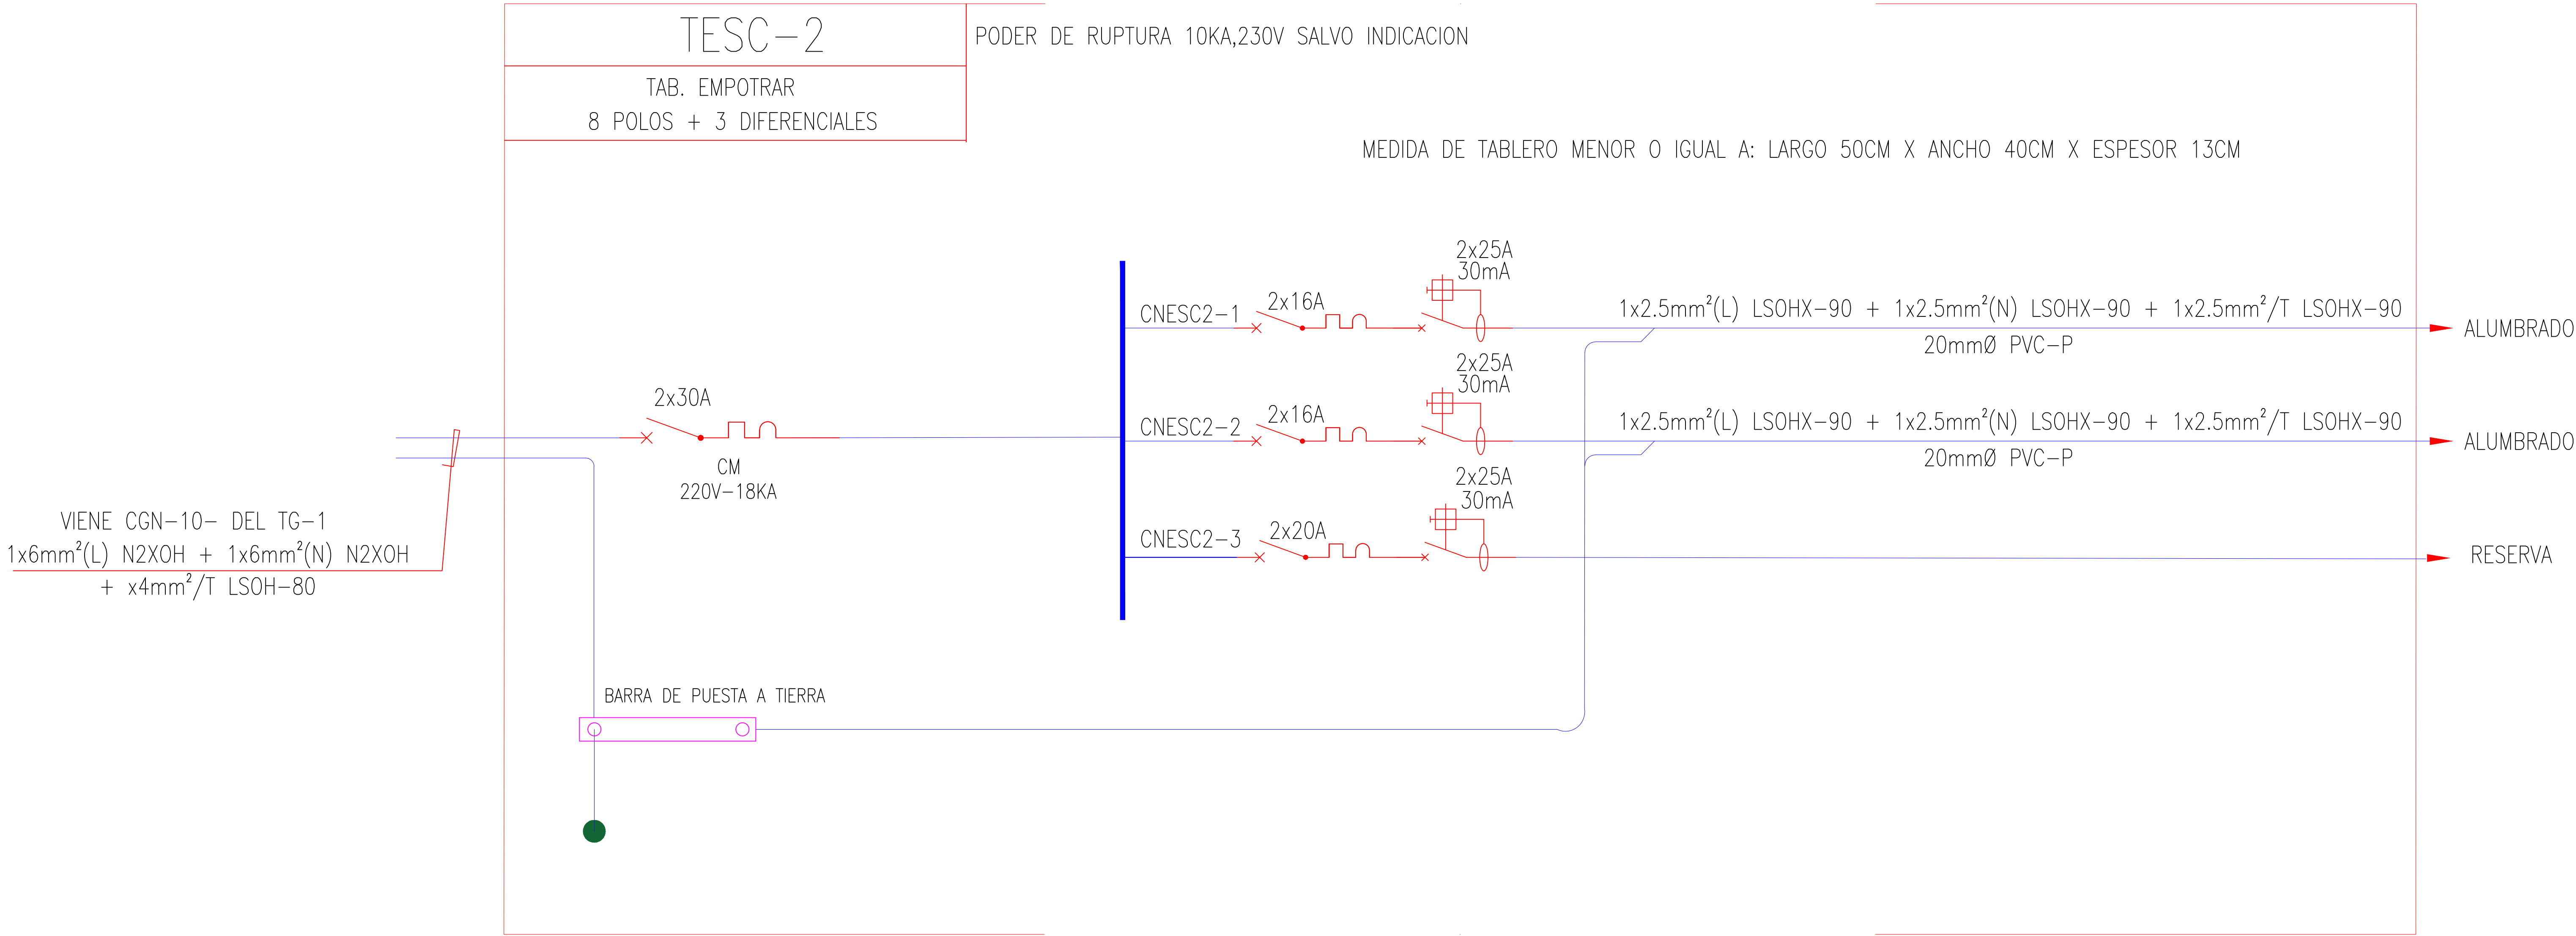 TESC-2
PODER DE RUPTURA 10KA,230V SALVO INDICACION
TAB. EMPOTRAR
8 POLOS + 3 DIFERENCIALES
MEDIDA DE TABLERO MENOR O IGUAL A: LARGO 50CM X ANCHO 40CM X ESPESOR 13CM
2x25A
30mA
CNESC2-1
2x16A
1x2.5mm²(L) LSOHX-90 + 1x2.5mm²(N) LSOHX-90 + 1x2.5mm²/T LSOHX-90
20mmØ PVC-P
ALUMBRADO
2x25A
30mA
CNESC2-2
2x16A
1x2.5mm²(L) LSOHX-90 + 1x2.5mm²(N) LSOHX-90 + 1x2.5mm²/T LSOHX-90
20mmØ PVC-P
ALUMBRADO
2x30A
CM
220V-18KA
2x25A
30mA
CNESC2-3
2x20A
RESERVA
VIENE CGN-10- DEL TG-1
1x6mm²(L) N2XOH + 1x6mm²(N) N2XOH
+ x4mm²/T LSOH-80
BARRA DE PUESTA A TIERRA